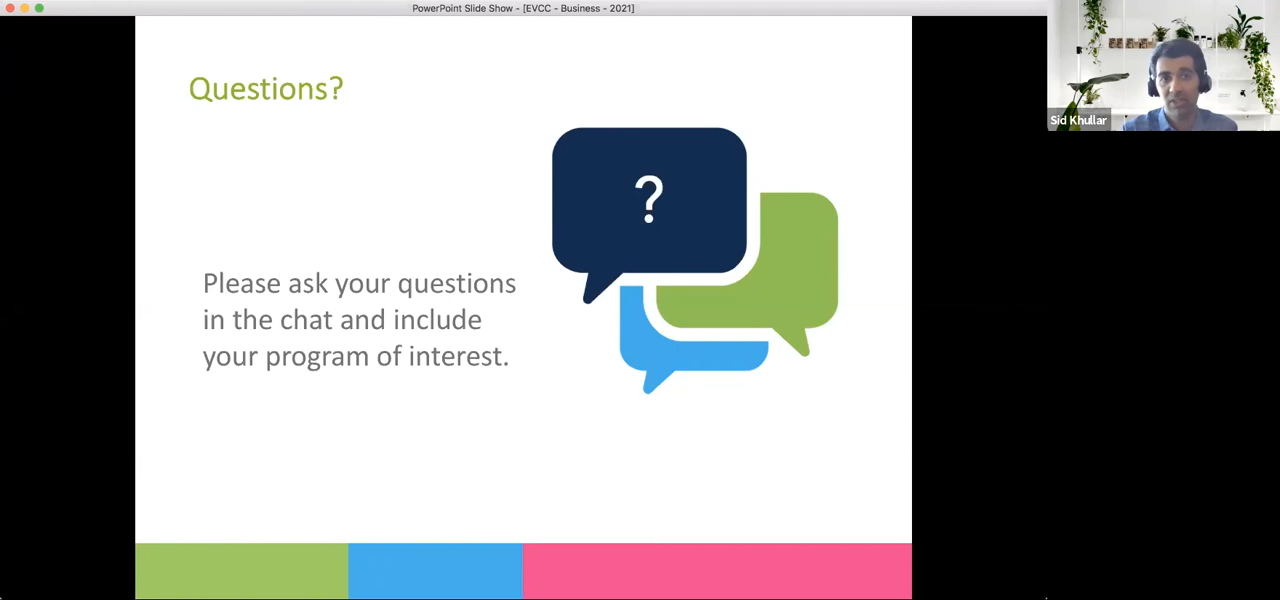 PowerPoint Slide Show - [EVCC - Business - 2021]
Questions?
?
Please ask your questions
in the chat and include
your program of interest.
Sid Khullar